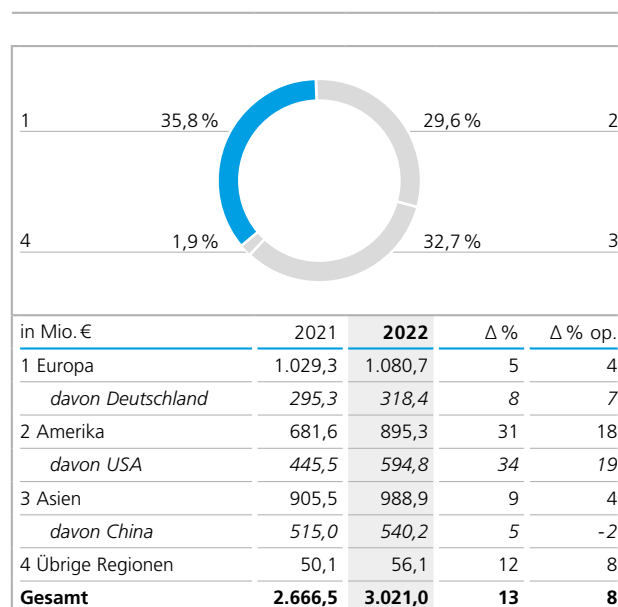 1 35,8 % 29,6 % 2
4 1,9 % 32,7 % 3
in Mio. € 2021 2022 Δ % Δ % op.
1 Europa 1.029,3 1.080,7 5 4
davon Deutschland 295,3 318,4 8 7
2 Amerika 681,6 895,3 31 18
davon USA 445,5 594,8 34 19
3 Asien 905,5 988,9 9 4
davon China 515,0 540,2 5 -2
4 Übrige Regionen 50,1 56,1 12 8
Gesamt 2.666,5 3.021,0 13 8